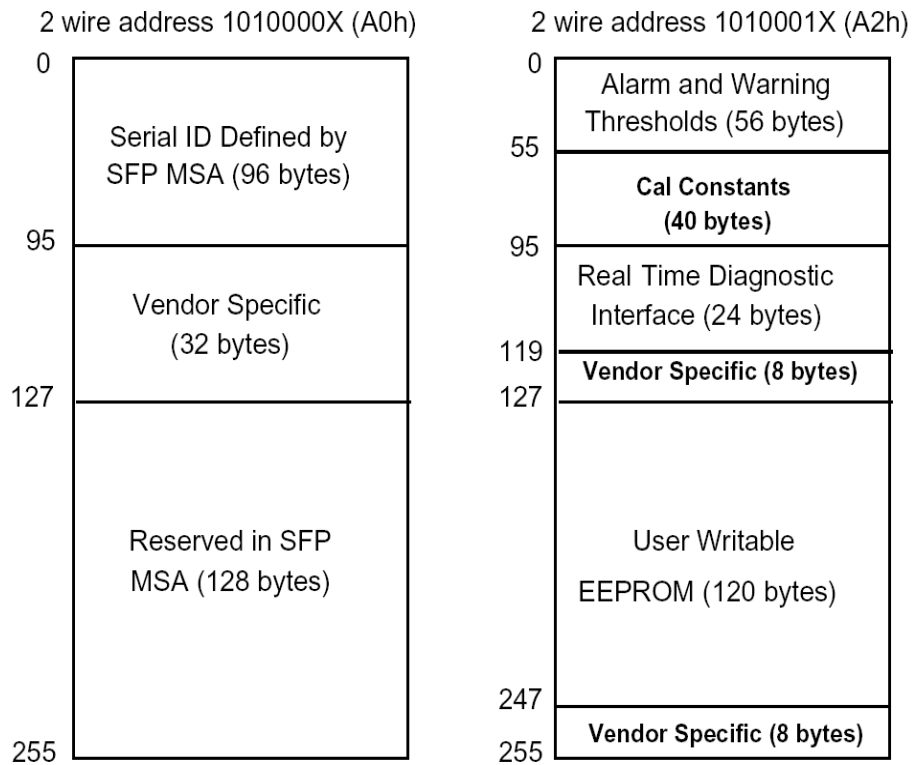 2 wire address 1010000X (A0h)
0
Serial ID Defined by
SFP MSA (96 bytes)
95
Vendor Specific
(32 bytes)
127
Reserved in SFP
MSA (128 bytes)
255
2 wire address 1010001X (A2h)
0
Alarm and Warning
Thresholds (56 bytes)
55
Cal Constants
(40 bytes)
95
Real Time Diagnostic
Interface (24 bytes)
119
Vendor Specific (8 bytes)
127
User Writable
EEPROM (120 bytes)
247
Vendor Specific (8 bytes)
255